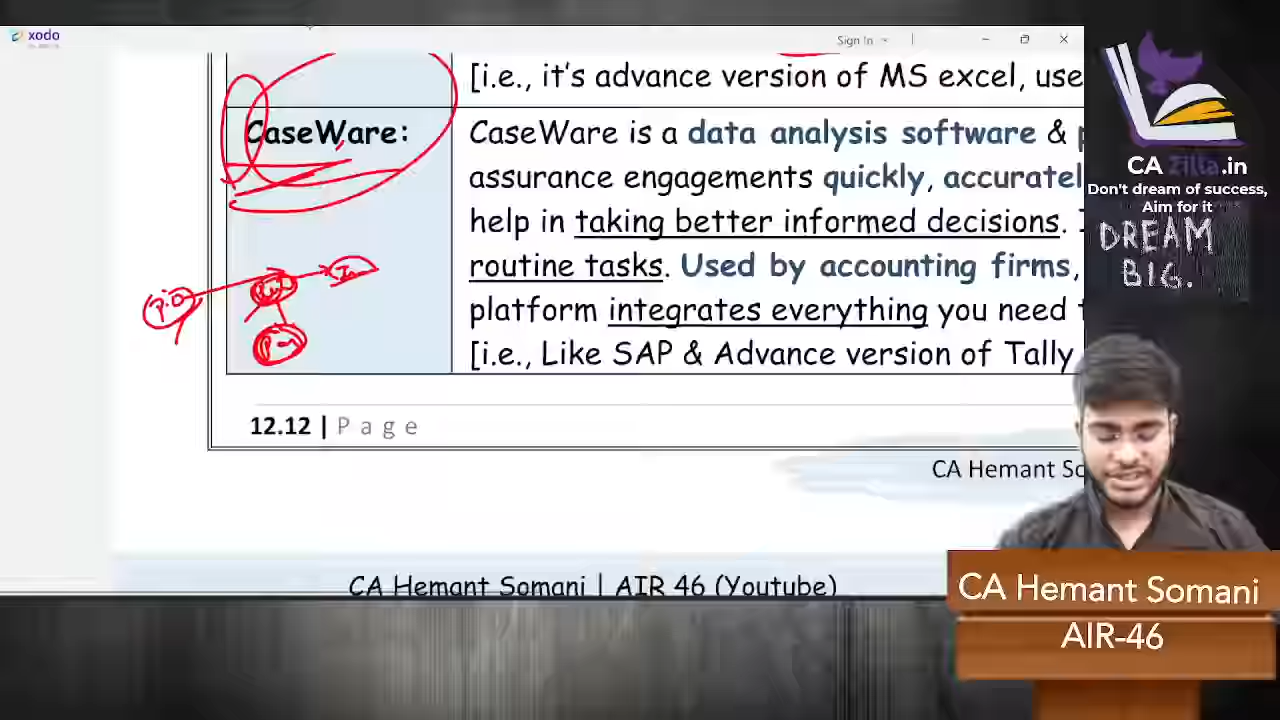 xodo
Sign In
[i.e., it's advance version of MS excel, use
CaseWare:
CaseWare is a data analysis software &
assurance engagements quickly, accuratel
help in taking better informed decisions.
routine tasks. Used by accounting firms,
platform integrates everything you need
[i.e., Like SAP & Advance version of Tally
12.12 | Page
CA Hemant So
CA Hemant Somani | AIR 46 (Youtube)
CA Zilla.in
Don't dream of success,
Aim for it
DREAM
BIG.
CA Hemant Somani
AIR-46